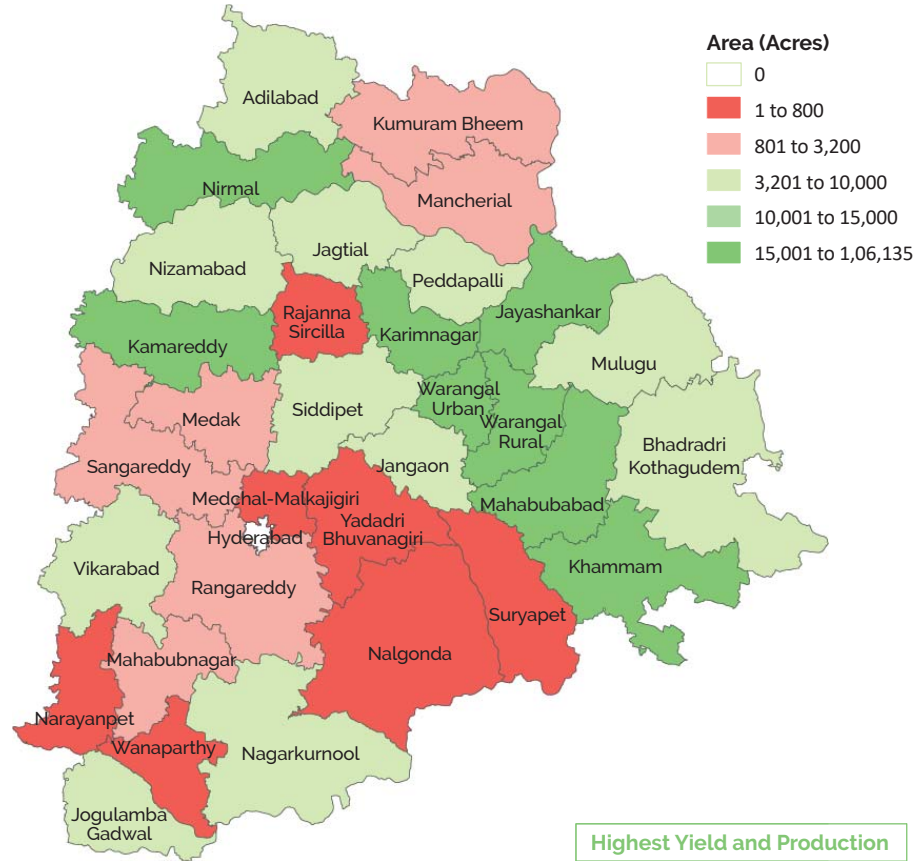 Area (Acres)
0
1 to 800
801 to 3,200
3,201 to 10,000
10,001 to 15,000
15,001 to 1,06,135
Adilabad
Kumuram Bheem
Nirmal
Mancherial
Jagtial
Nizamabad
Peddapalli
Rajanna
Sircilla
Jayashankar
Karimnagar
Kamareddy
Mulugu
Warangal
Urban
Siddipet
Medak
Warangal
Rural
Bhadradri
Kothagudem
Jangaon
Sangareddy
Medchal-Malkajigiri
Mahabubabad
Yadadri
Bhuvanagiri
Hyderabad
Khammam
Vikarabad
Rangareddy
Suryapet
Nalgonda
Mahabubnagar
Narayanpet
Wanaparthy
Nagarkurnool
Jogulamba
Gadwal
Highest Yield and Production